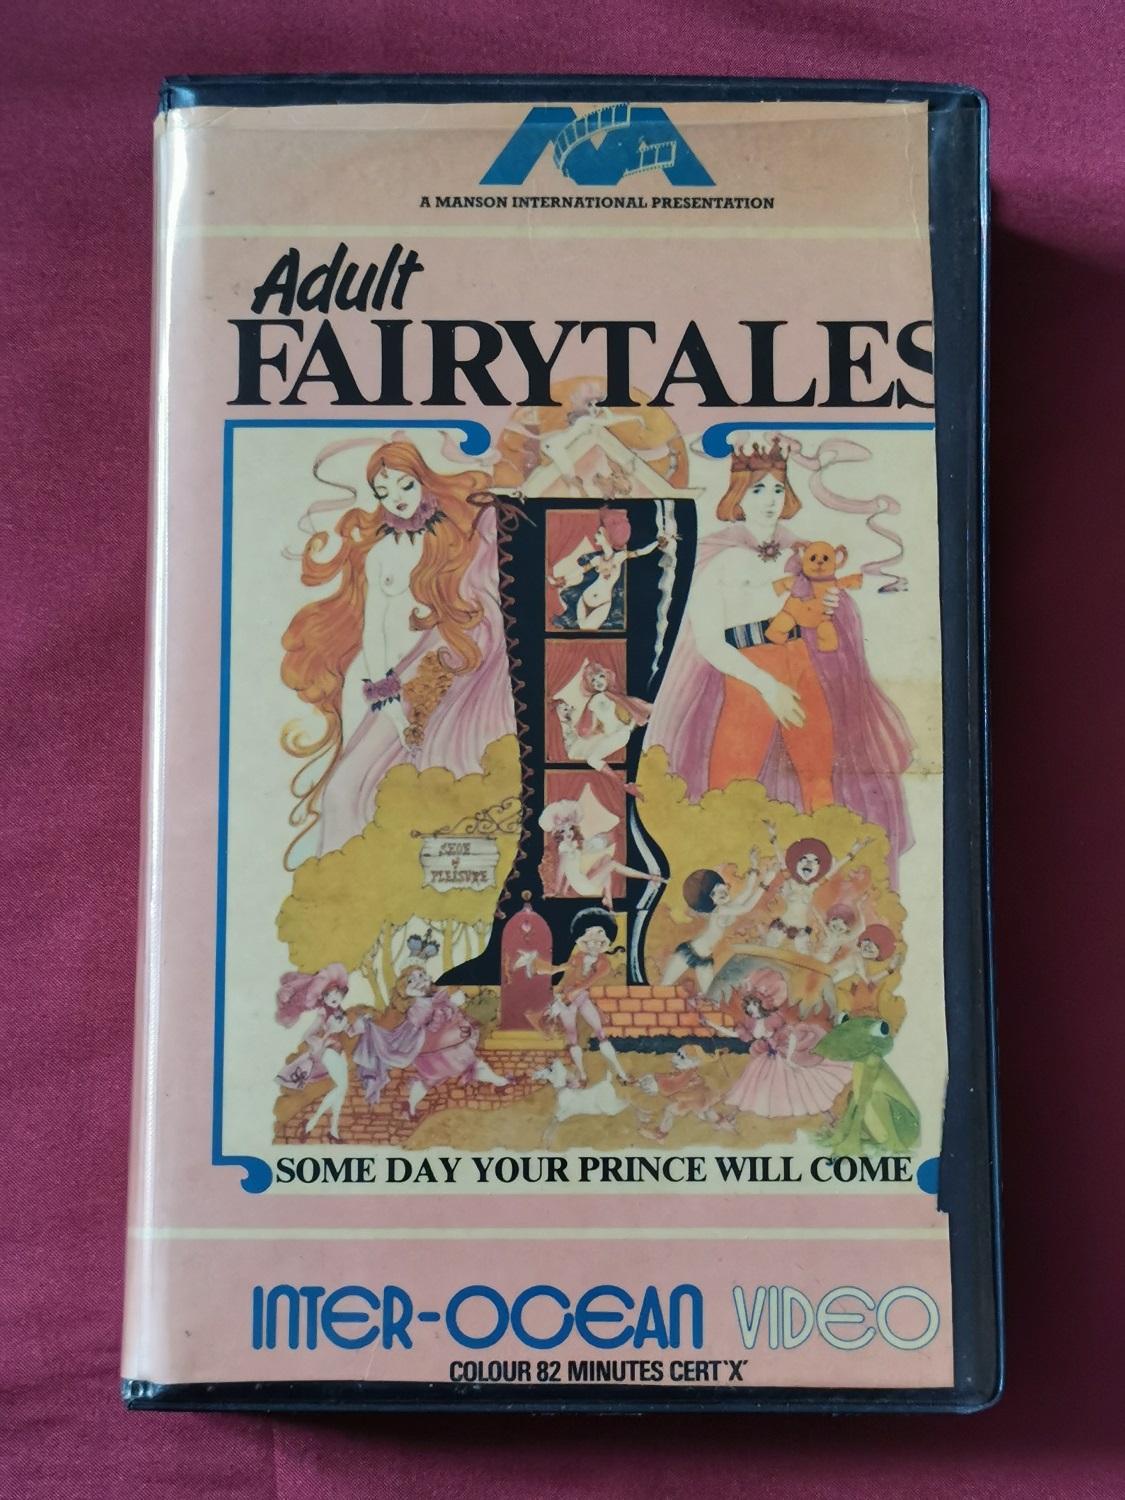 A MANSON INTERNATIONAL PRESENTATION
Adult
FAIRYTALES
SHOE
of
PLEASURE
SOME DAY YOUR PRINCE WILL COME
INTER-OCEAN VIDEO
COLOUR 82 MINUTES CERT 'X'